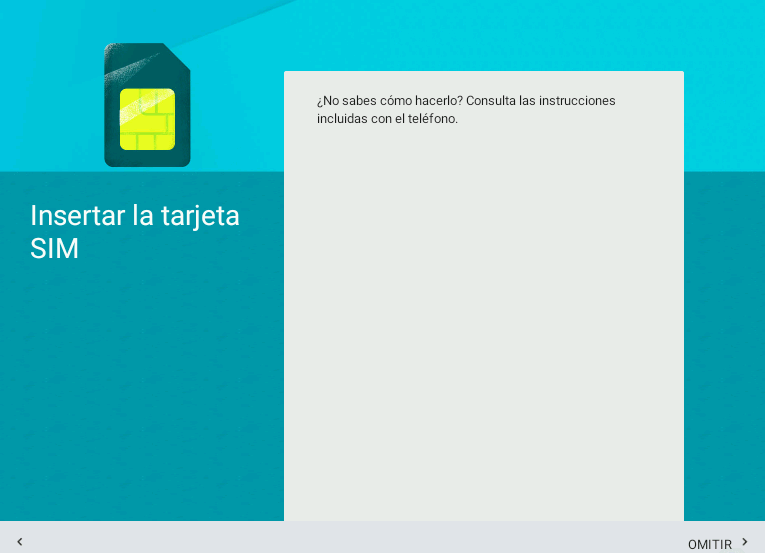 Insertar la tarjeta
SIM
¿No sabes cómo hacerlo? Consulta las instrucciones
incluidas con el teléfono.
OMITIR